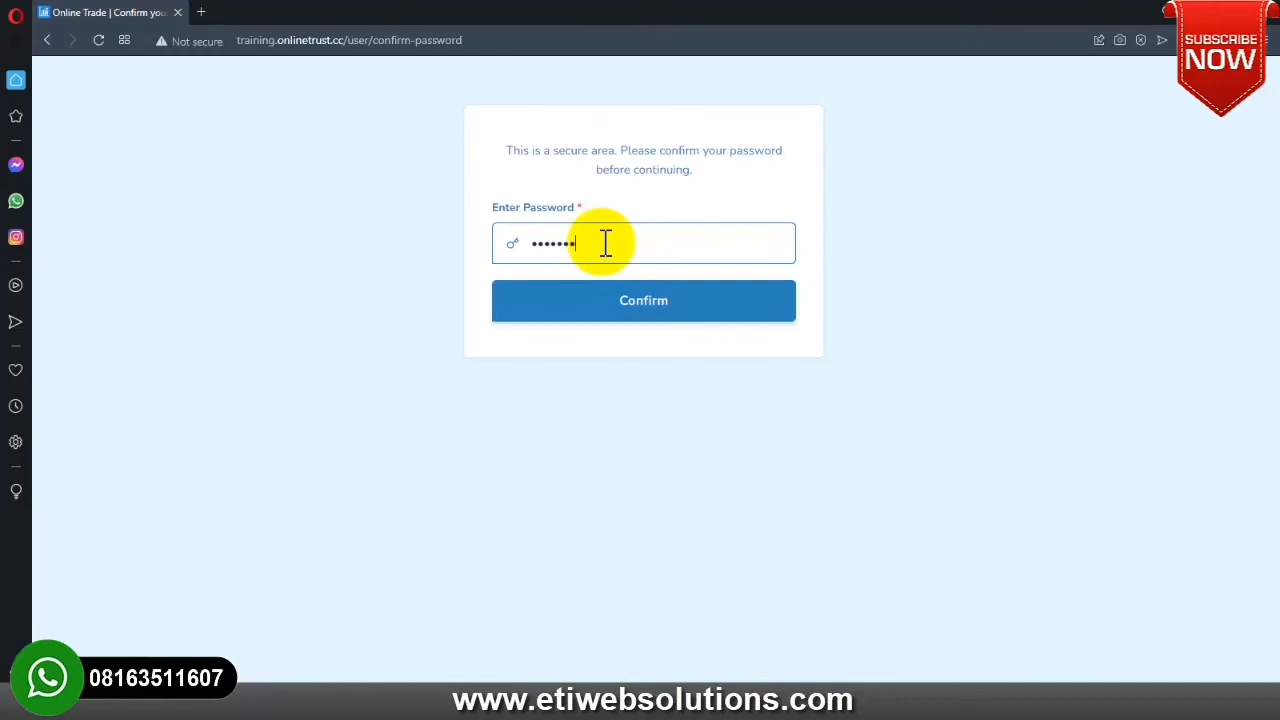 Online Trade | Confirm you
Not secure
training.onlinetrust.cc/user/confirm-password
SUBSCRIBE
NOW
This is a secure area. Please confirm your password
before continuing.
Enter Password *
•••••••
Confirm
08163511607
www.etiwebsolutions.com